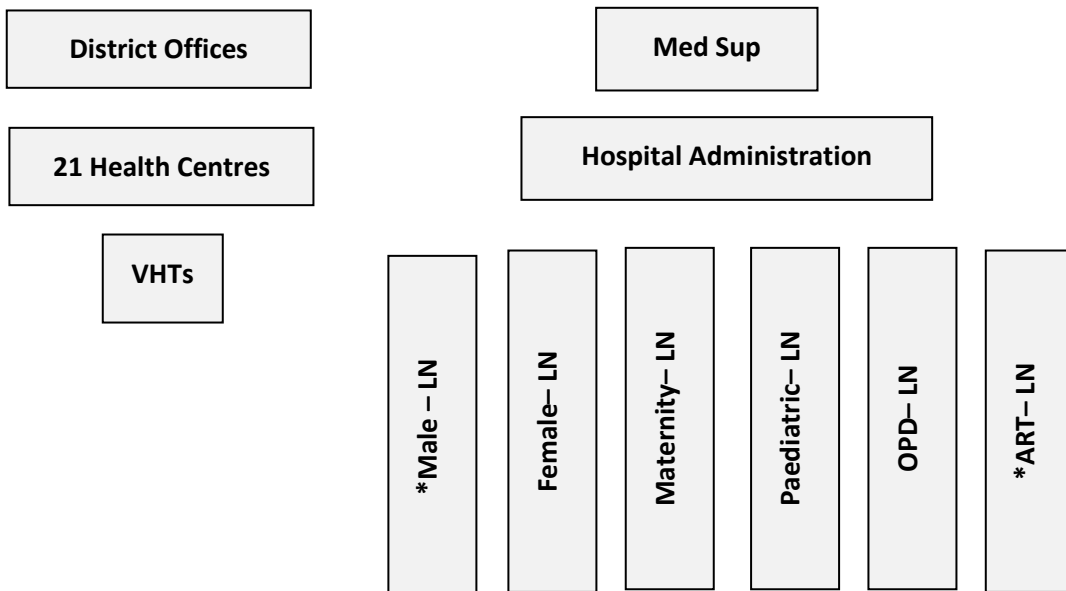 District Offices
Med Sup
21 Health Centres
Hospital Administration
VHTs
*Male – LN
Female– LN
Maternity– LN
Paediatric– LN
OPD– LN
*ART– LN